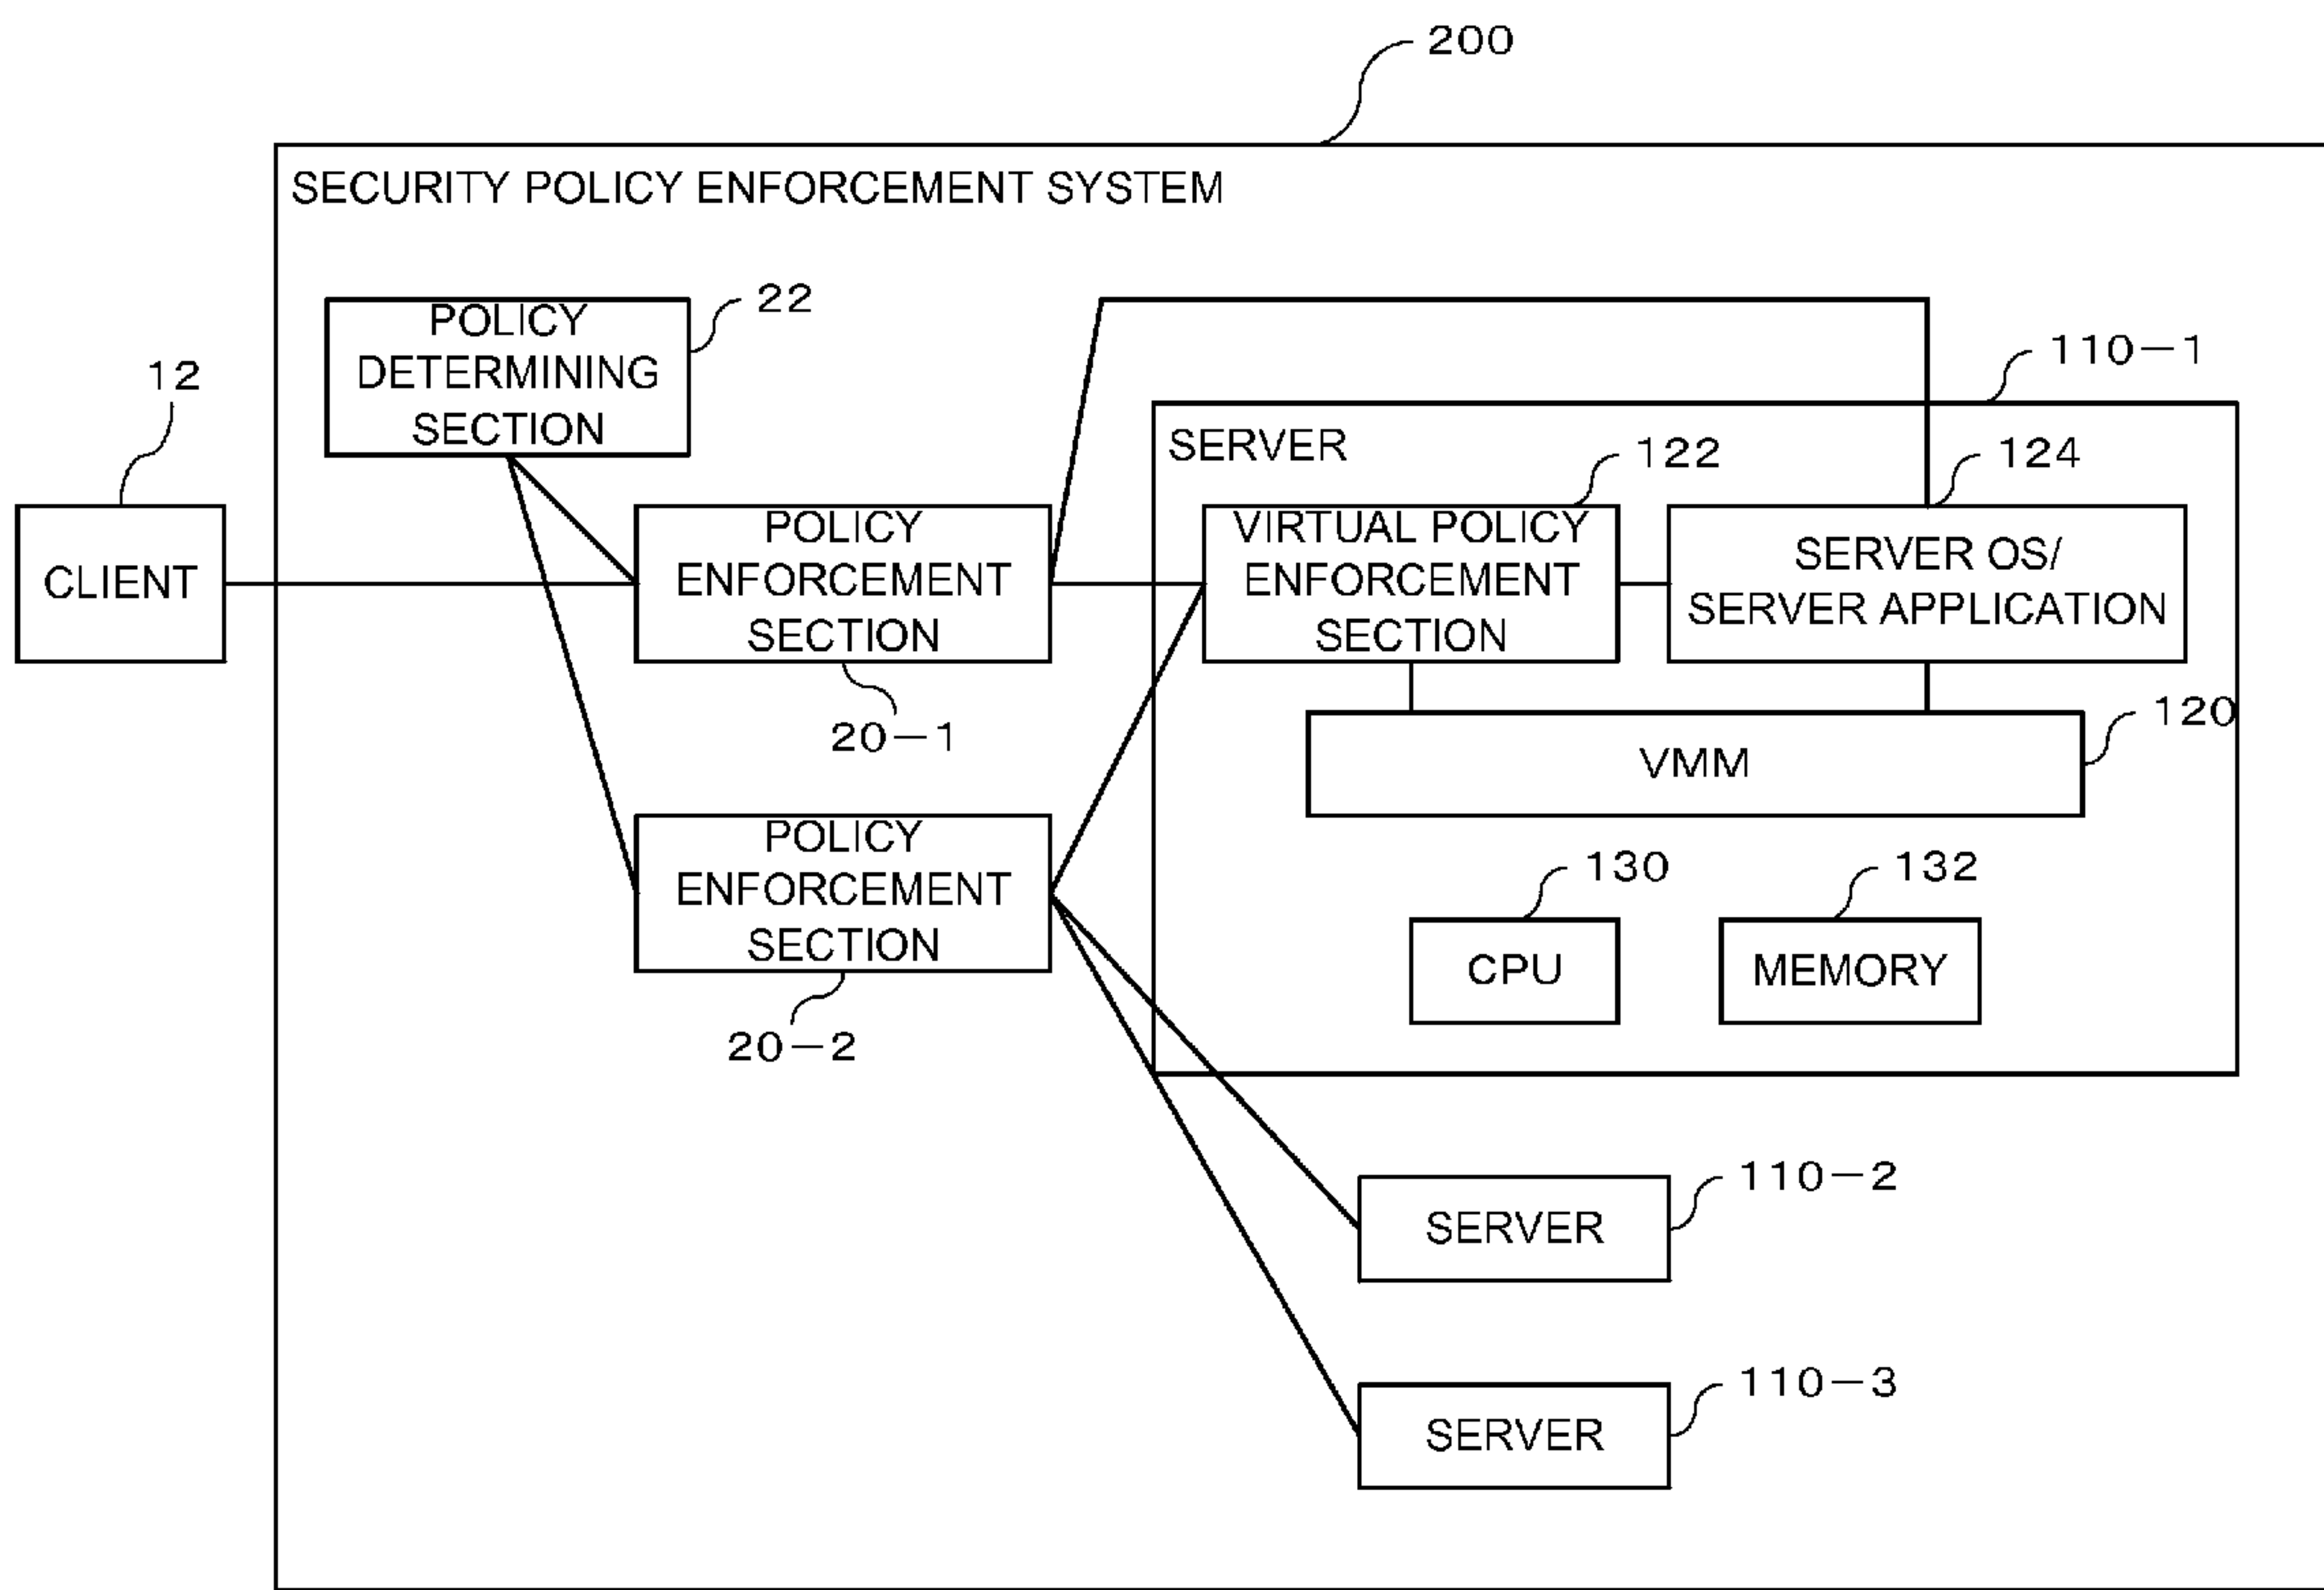 200
SECURITY POLICY ENFORCEMENT SYSTEM
POLICY
DETERMINING
SECTION
22
12
CLIENT
POLICY
ENFORCEMENT
SECTION
20-1
POLICY
ENFORCEMENT
SECTION
20-2
110-1
SERVER
122
VIRTUAL POLICY
ENFORCEMENT
SECTION
124
SERVER OS/
SERVER APPLICATION
120
VMM
130
CPU
132
MEMORY
110-2
SERVER
110-3
SERVER